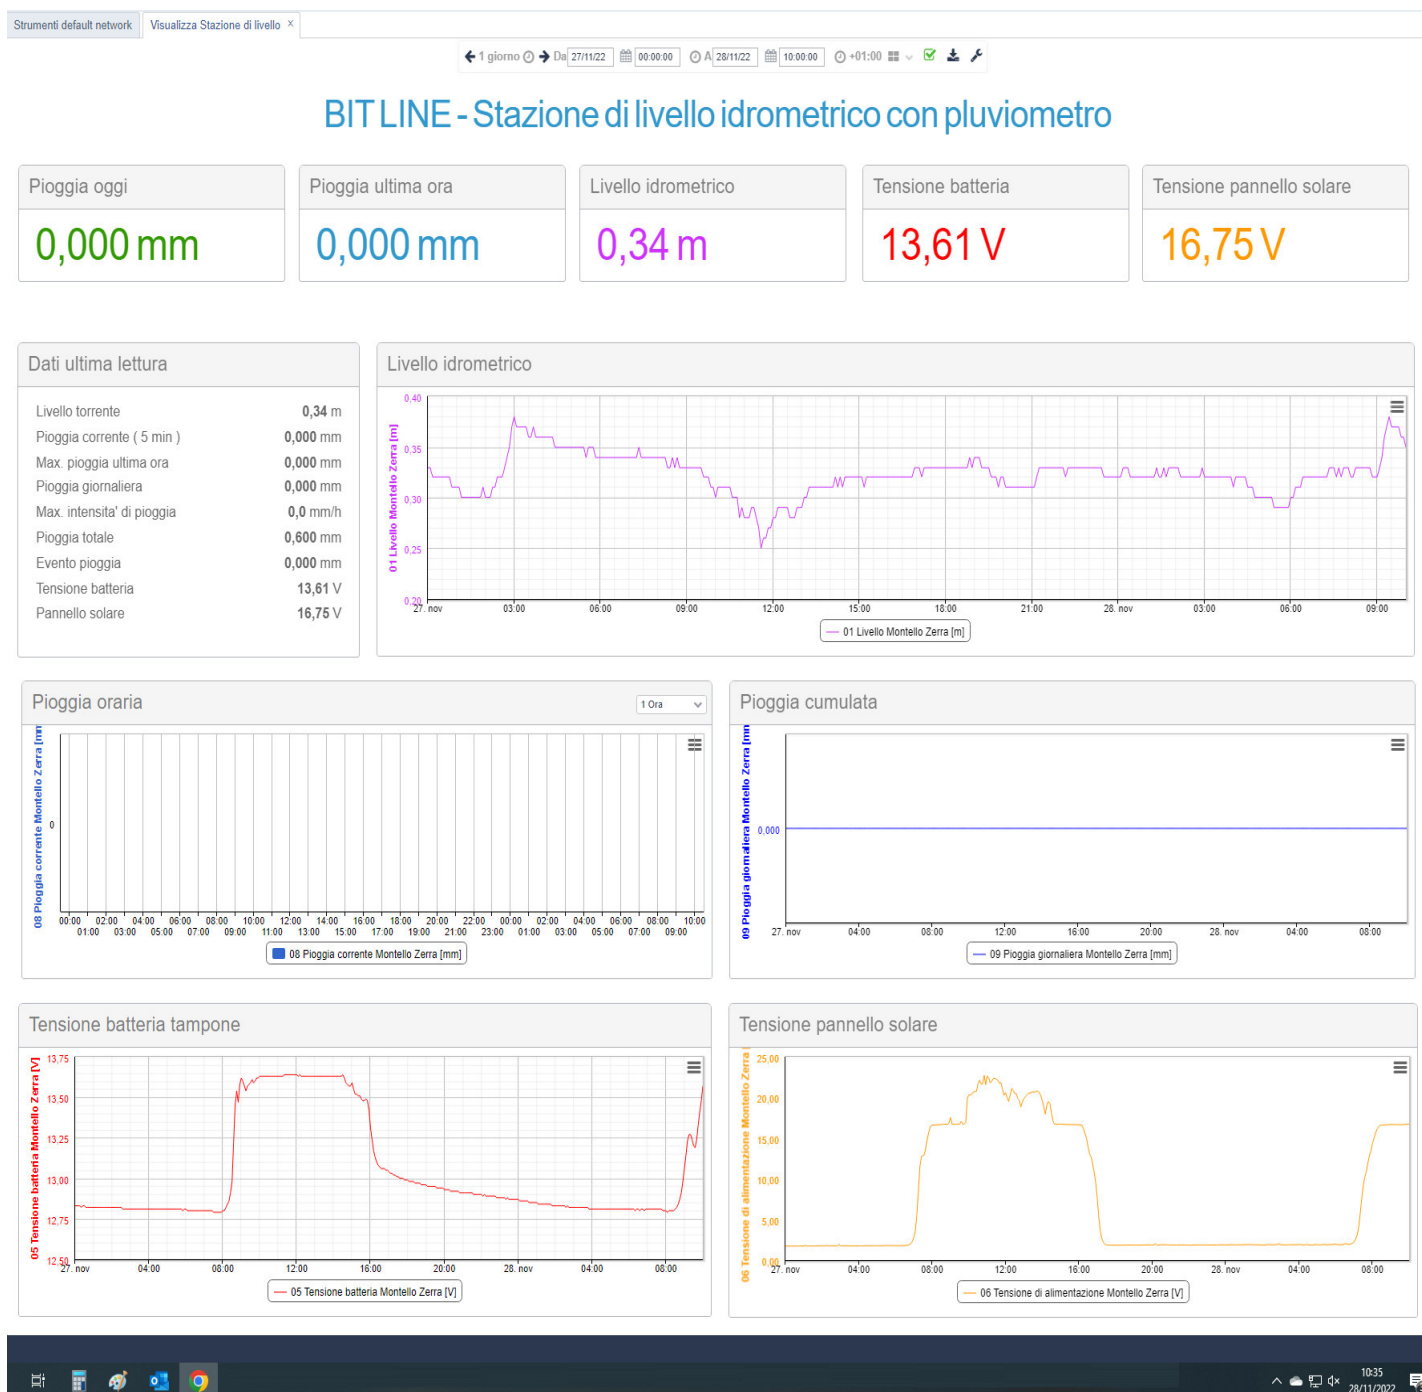 Strumenti default network Visualizza Stazione di livello ×
1 giorno Da 27/11/22 00:00:00 A 28/11/22 10:00:00 +01:00
BIT LINE - Stazione di livello idrometrico con pluviometro
Pioggia oggi
0,000 mm
Pioggia ultima ora
0,000 mm
Livello idrometrico
0,34 m
Tensione batteria
13,61 V
Tensione pannello solare
16,75 V
Dati ultima lettura
Livello torrente 0,34 m
Pioggia corrente ( 5 min ) 0,000 mm
Max. pioggia ultima ora 0,000 mm
Pioggia giornaliera 0,000 mm
Max. intensita' di pioggia 0,0 mm/h
Pioggia totale 0,600 mm
Evento pioggia 0,000 mm
Tensione batteria 13,61 V
Pannello solare 16,75 V
Livello idrometrico
01 Livello Montello Zerra [m]
0,40
0,35
0,30
0,25
0,20
27. nov 03:00 06:00 09:00 12:00 15:00 18:00 21:00 28. nov 03:00 06:00 09:00
01 Livello Montello Zerra [m]
Pioggia oraria
1 Ora
08 Pioggia corrente Montello Zerra [mm
0
00:00 02:00 04:00 06:00 08:00 10:00 12:00 14:00 16:00 18:00 20:00 22:00 00:00 02:00 04:00 06:00 08:00 10:00
01:00 03:00 05:00 07:00 09:00 11:00 13:00 15:00 17:00 19:00 21:00 23:00 01:00 03:00 05:00 07:00 09:00
08 Pioggia corrente Montello Zerra [mm]
Pioggia cumulata
09 Pioggia giornaliera Montello Zerra [mm
0,000
27. nov 04:00 08:00 12:00 16:00 20:00 28. nov 04:00 08:00
09 Pioggia giornaliera Montello Zerra [mm]
Tensione batteria tampone
05 Tensione batteria Montello Zerra [V]
13,75
13,50
13,25
13,00
12,75
12,50
27. nov 04:00 08:00 12:00 16:00 20:00 28. nov 04:00 08:00
05 Tensione batteria Montello Zerra [V]
Tensione pannello solare
06 Tensione di alimentazione Montello Zerra [
25,00
20,00
15,00
10,00
5,00
0,00
27. nov 04:00 08:00 12:00 16:00 20:00 28. nov 04:00 08:00
06 Tensione di alimentazione Montello Zerra [V]
10:35
28/11/2022